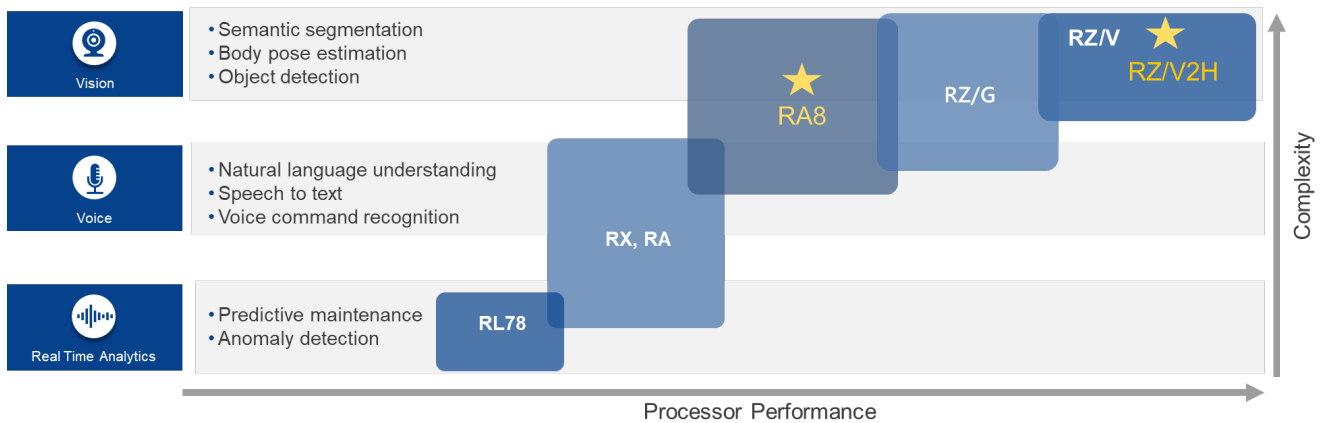 Vision
• Semantic segmentation
• Body pose estimation
• Object detection
RA8
RZ/G
RZ/V
RZ/V2H
Voice
• Natural language understanding
• Speech to text
• Voice command recognition
RX, RA
Real Time Analytics
• Predictive maintenance
• Anomaly detection
RL78
Complexity
Processor Performance